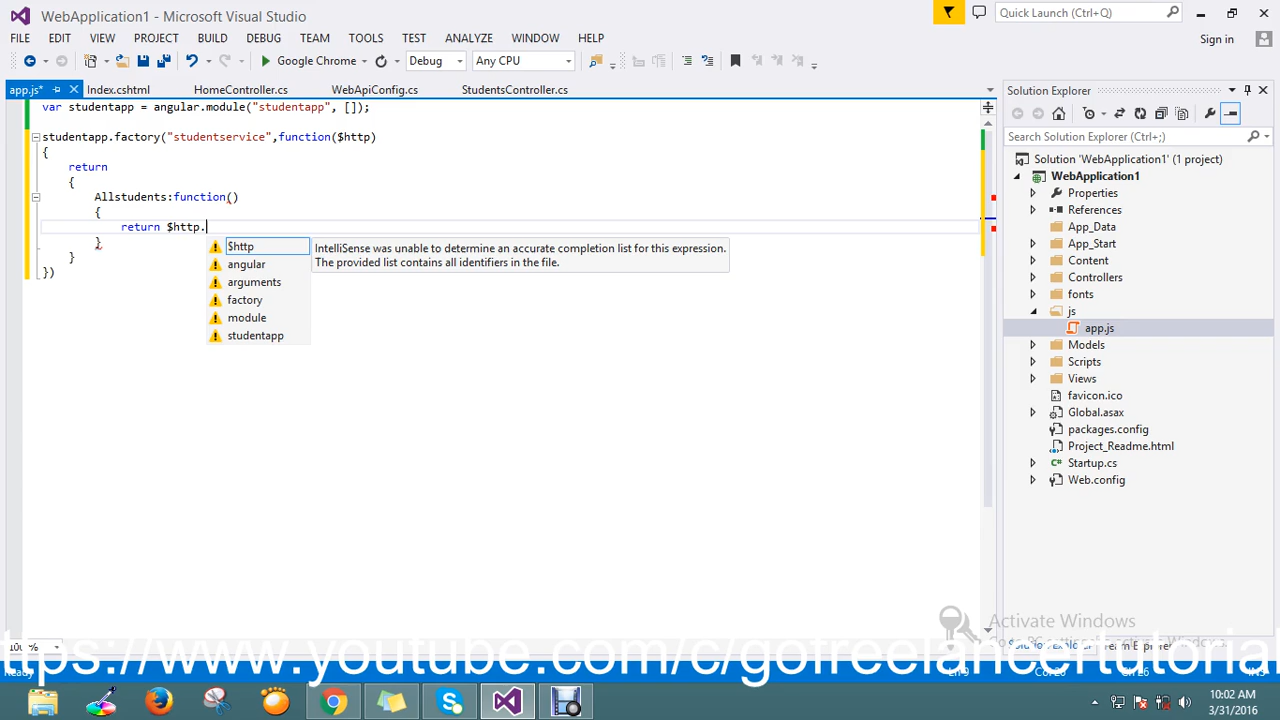 WebApplication1 - Microsoft Visual Studio
Quick Launch (Ctrl+Q)
FILE EDIT VIEW PROJECT BUILD DEBUG TEAM TOOLS TEST ANALYZE WINDOW HELP
Sign in
Google Chrome Debug Any CPU
app.js* Index.cshtml HomeController.cs WebApiConfig.cs StudentsController.cs
var studentapp = angular.module("studentapp", []);
studentapp.factory("studentservice",function($http)
{
return
{
Allstudents:function()
{
return $http.
}
}
})
$http
angular
arguments
factory
module
studentapp
IntelliSense was unable to determine an accurate completion list for this expression.
The provided list contains all identifiers in the file.
Solution Explorer
Search Solution Explorer (Ctrl+;)
Solution 'WebApplication1' (1 project)
WebApplication1
Properties
References
App_Data
App_Start
Content
Controllers
fonts
js
app.js
Models
Scripts
Views
favicon.ico
Global.asax
packages.config
Project_Readme.html
Startup.cs
Web.config
Activate Windows
ttps://www.youtube.com/c/gofreelancertutorial
10:02 AM
3/31/2016